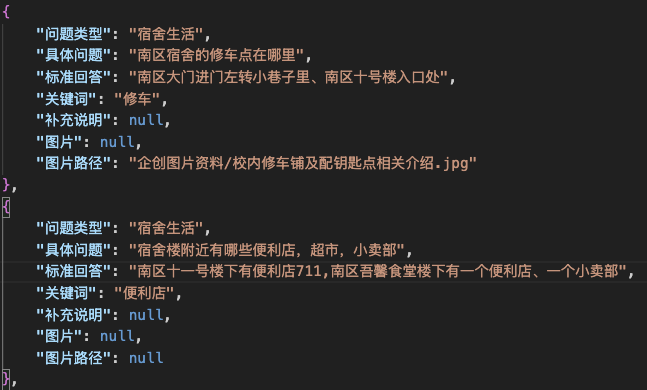 {
"问题类型": "宿舍生活",
"具体问题": "南区宿舍的修车点在哪里",
"标准回答": "南区大门进门左转小巷子里、南区十号楼入口处",
"关键词": "修车",
"补充说明": null,
"图片": null,
"图片路径": "企创图片资料/校内修车铺及配钥匙点相关介绍.jpg"
},
{
"问题类型": "宿舍生活",
"具体问题": "宿舍楼附近有哪些便利店，超市，小卖部",
"标准回答": "南区十一号楼下有便利店711,南区吾馨食堂楼下有一个便利店、一个小卖部",
"关键词": "便利店",
"补充说明": null,
"图片": null,
"图片路径": null
},